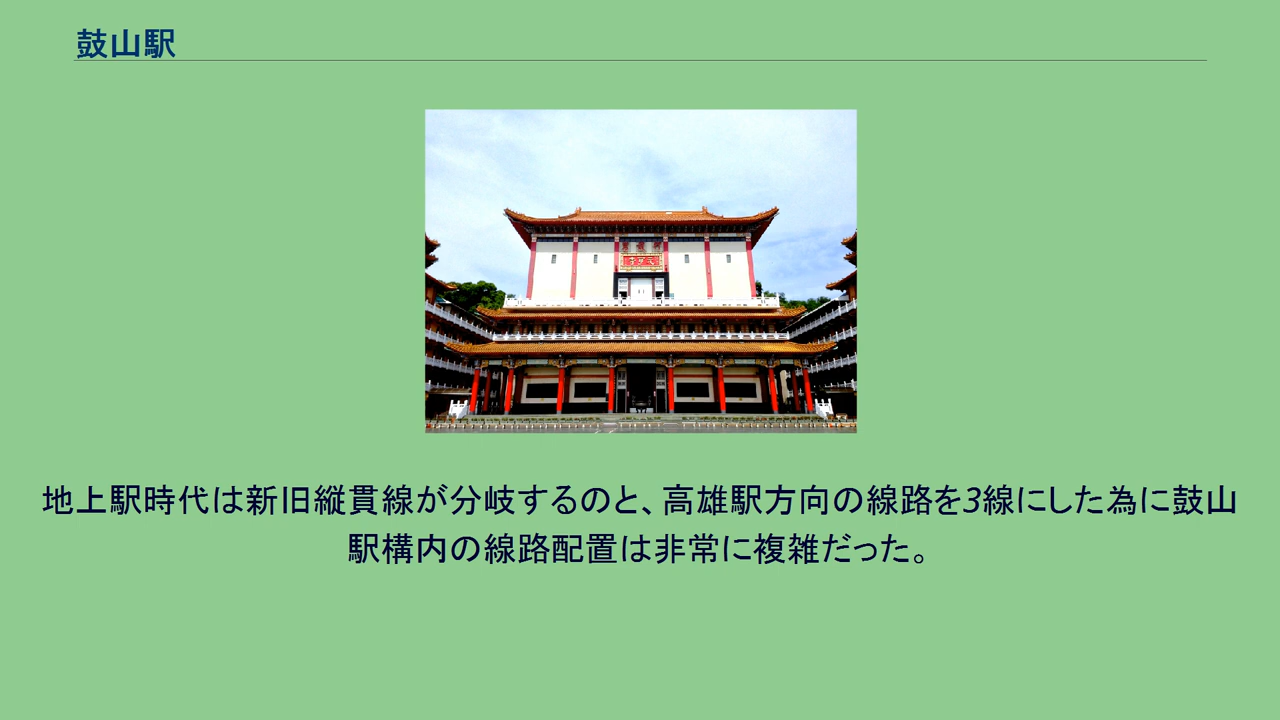 鼓山駅
地上駅時代は新旧縦貫線が分岐するのと、高雄駅方向の線路を3線にした為に鼓山
駅構内の線路配置は非常に複雑だった。